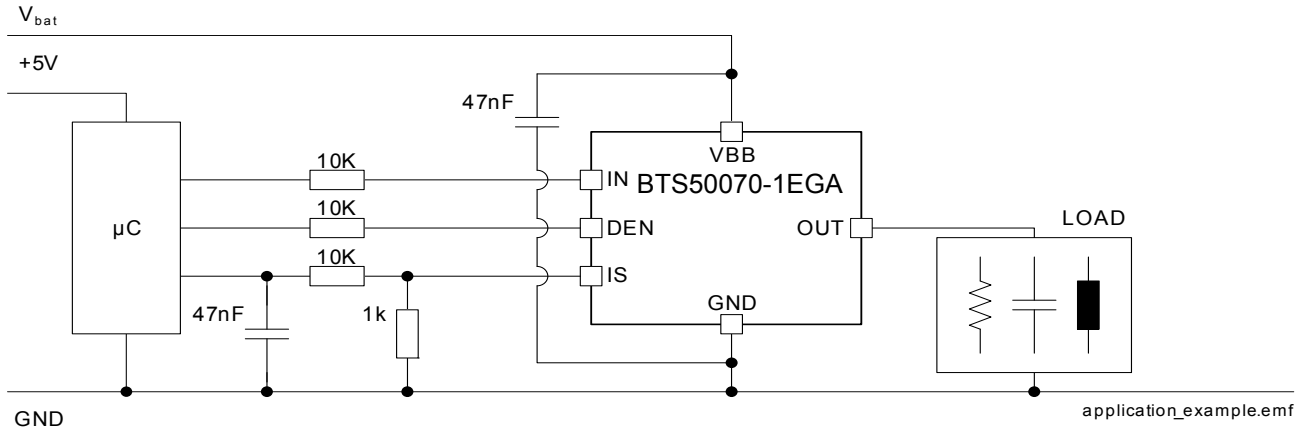 Vbat
+5V
47nF
VBB
10K
IN
BTS50070-1EGA
10K
µC
DEN
OUT
LOAD
10K
IS
47nF
1k
GND
GND
application_example.emf